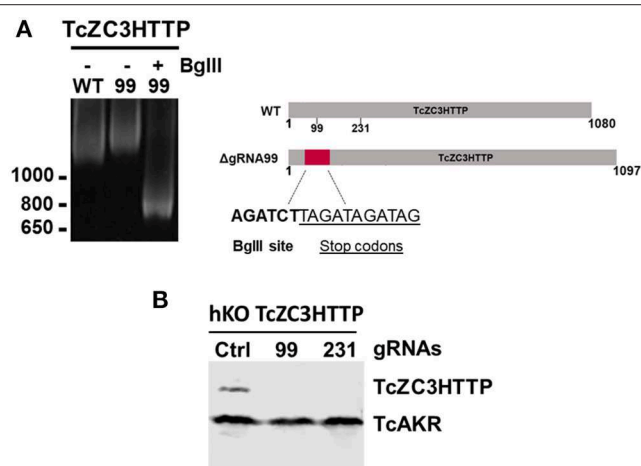 A
TcZC3HTTP
- - + BglII
WT 99 99
1000 -
800 -
650 -
WT TcZC3HTTP
1 99 231 1080
ΔgRNA99 TcZC3HTTP
1 1097
AGATCTTAGATAGATAG
BglII site Stop codons
B
hKO TcZC3HTTP
Ctrl 99 231 gRNAs
TcZC3HTTP
TcAKR